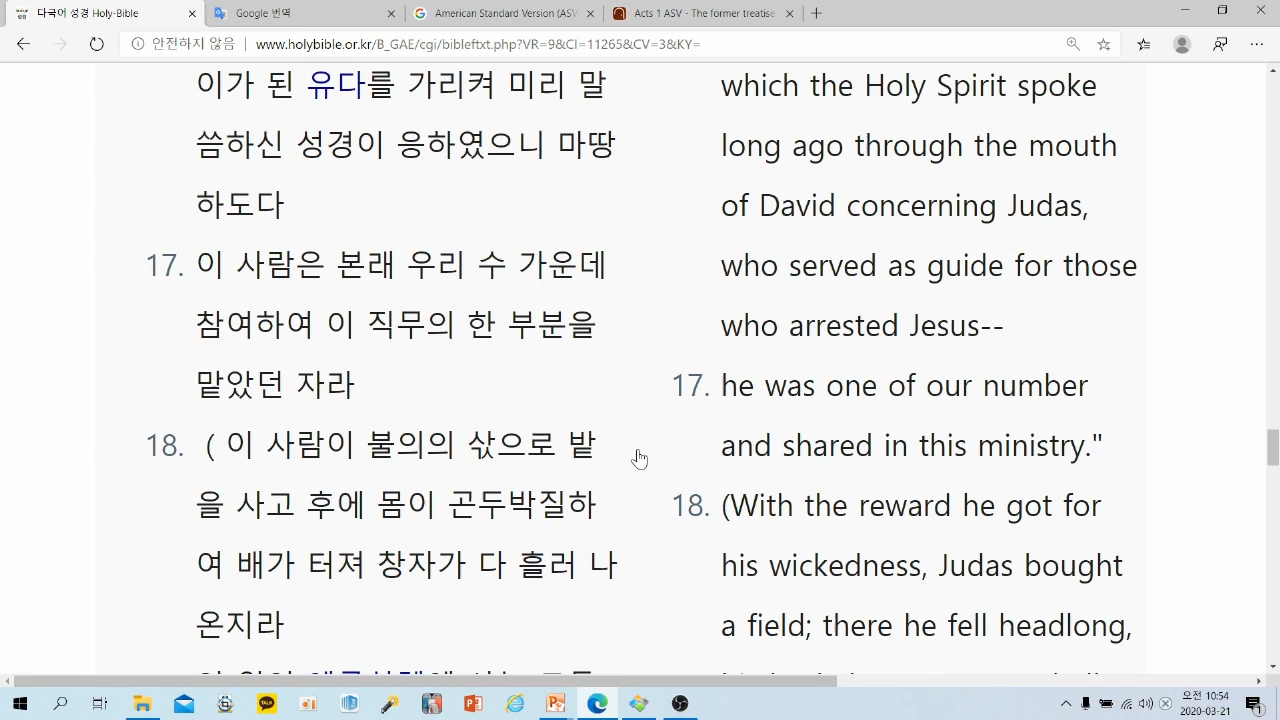 다국어 성경 Holy-Bible
Google 번역
American Standard Version (ASV
Acts 1 ASV - The former treatise
안전하지 않음
www.holybible.or.kr/B_GAE/cgi/bibleftxt.php?VR=9&CI=11265&CV=3&KY=
이가 된 유다를 가리켜 미리 말
씀하신 성경이 응하였으니 마땅
하도다
17. 이 사람은 본래 우리 수 가운데
참여하여 이 직무의 한 부분을
맡았던 자라
18. ( 이 사람이 불의의 삯으로 밭
을 사고 후에 몸이 곤두박질하
여 배가 터져 창자가 다 흘러 나
온지라
which the Holy Spirit spoke
long ago through the mouth
of David concerning Judas,
who served as guide for those
who arrested Jesus--
17. he was one of our number
and shared in this ministry."
18. (With the reward he got for
his wickedness, Judas bought
a field; there he fell headlong,
TALK
오전 10:54
2020-03-21
1